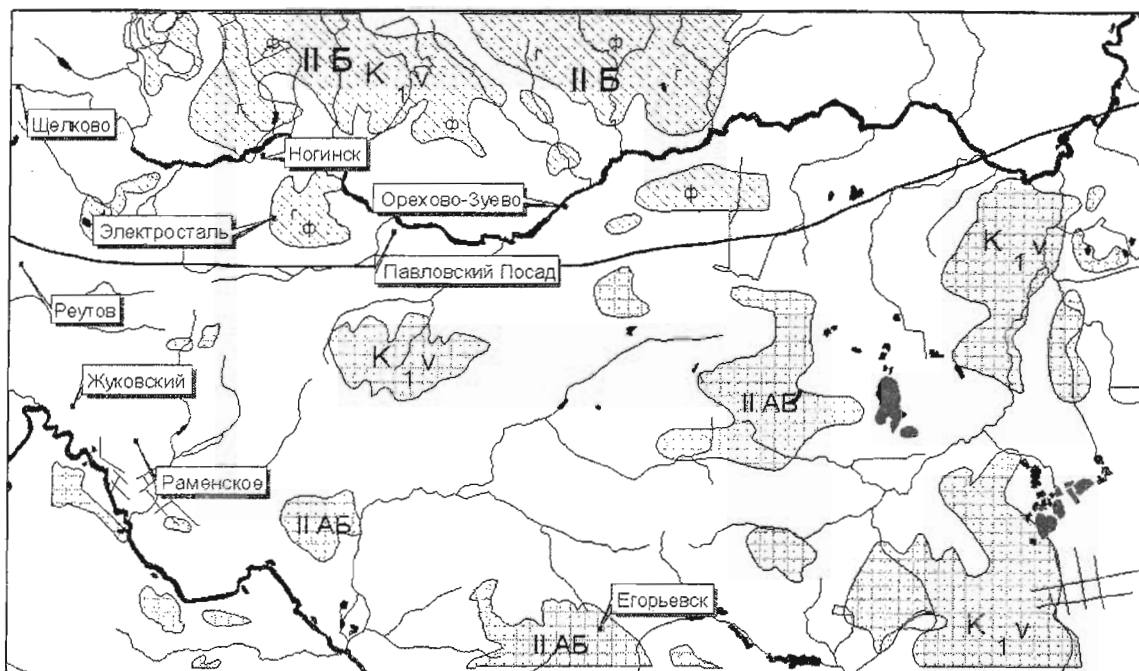 ф
II Б
K 1 v
г
ф
г
ф
II Б
г
Щелково
Ногинск
Орехово-Зуево
ф
г
ф
Электросталь
Павловский Посад
K 1 v
Реутов
K 1 v
Жуковский
II АБ
Раменское
II АБ
Егорьевск
II АБ
K 1 v